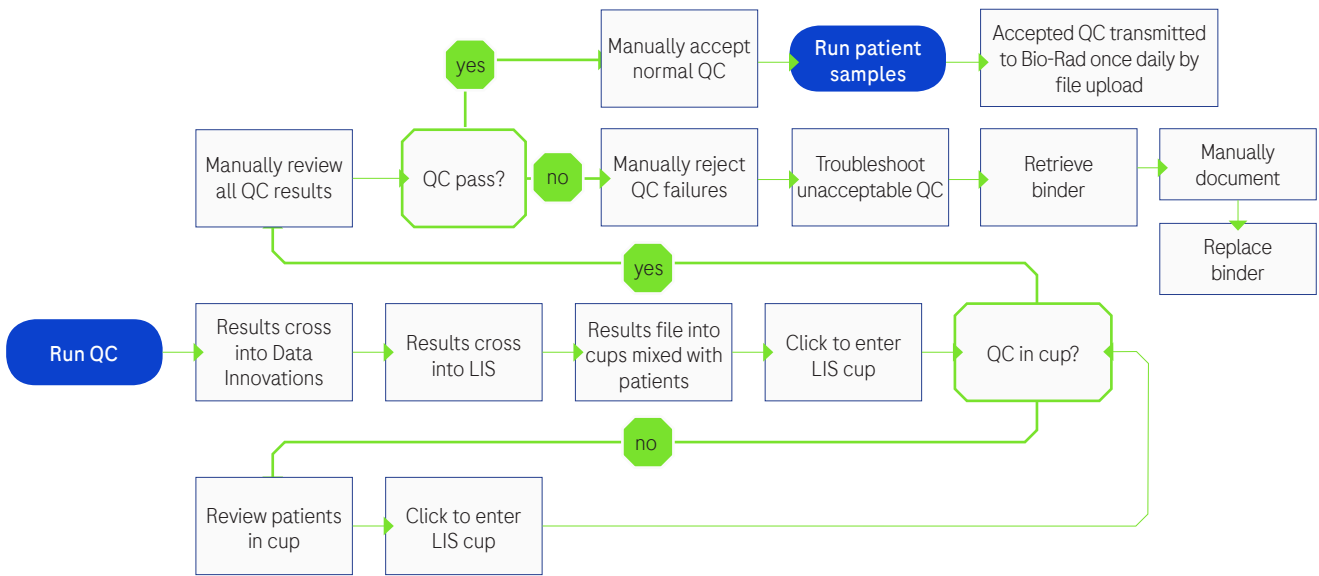 yes
Manually accept
normal QC
Run patient
samples
Accepted QC transmitted
to Bio-Rad once daily by
file upload
Manually review
all QC results
QC pass?
no
Manually reject
QC failures
Troubleshoot
unacceptable QC
Retrieve
binder
Manually
document
Replace
binder
yes
Run QC
Results cross
into Data
Innovations
Results cross
into LIS
Results file into
cups mixed with
patients
Click to enter
LIS cup
QC in cup?
no
Review patients
in cup
Click to enter
LIS cup